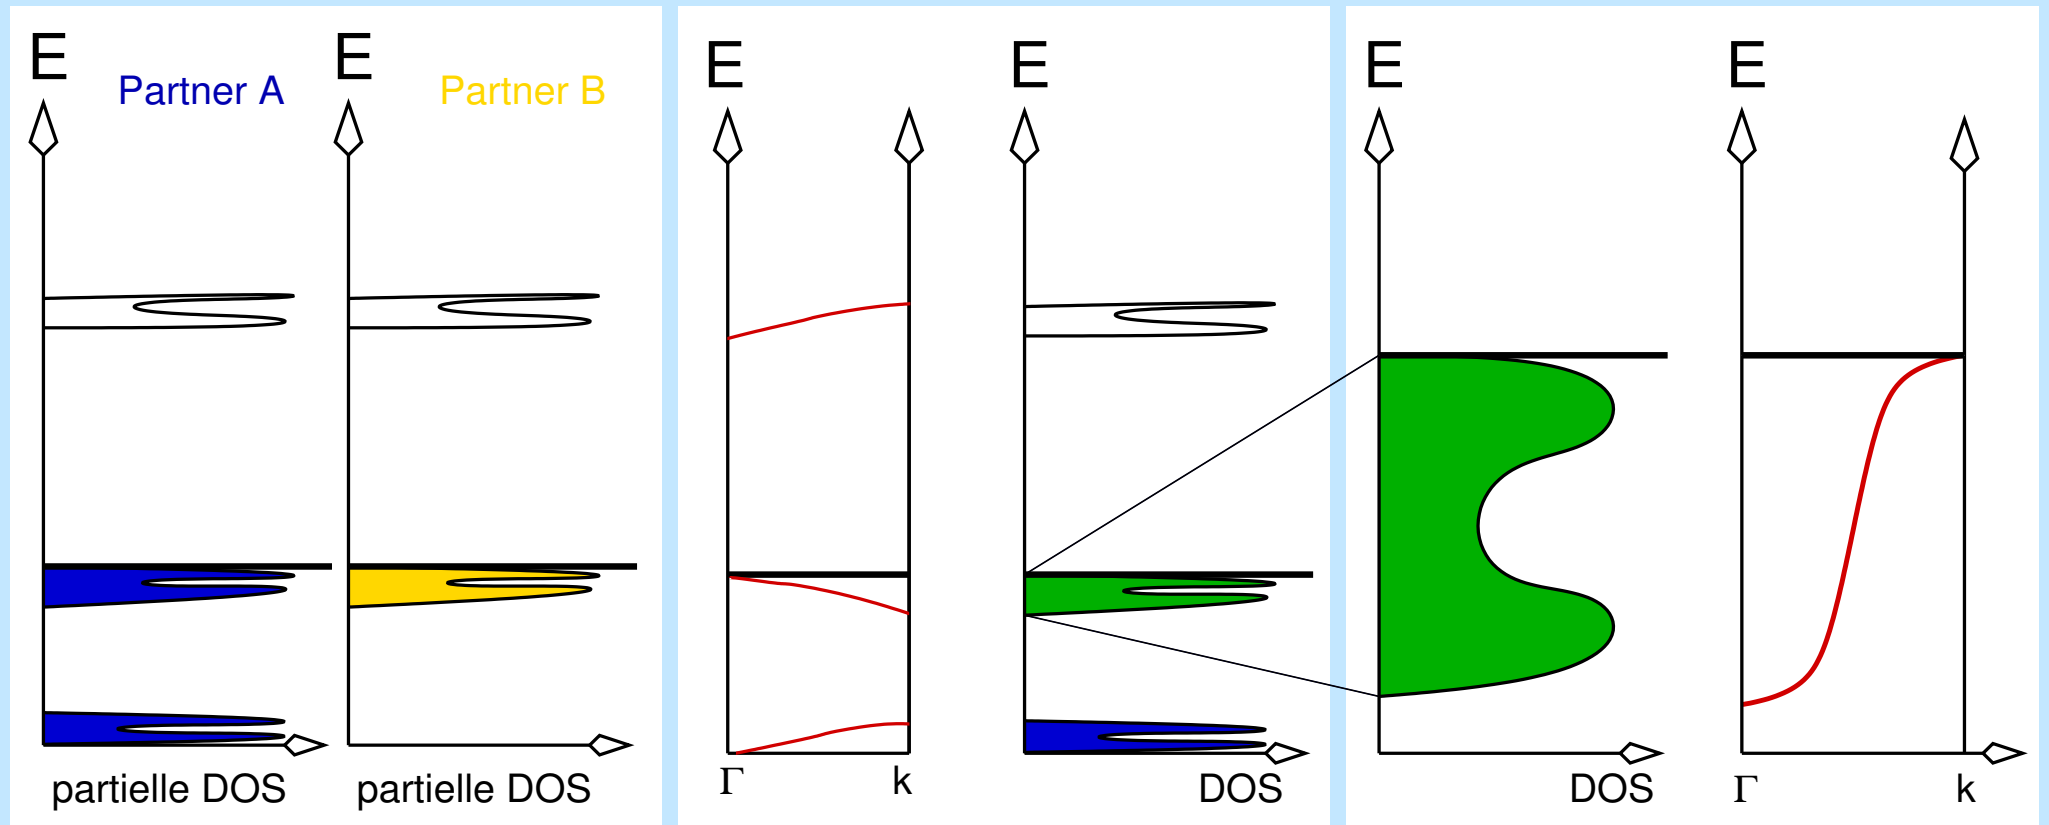 E
E
Partner A
Partner B
partielle DOS
partielle DOS
E
E
Γ
k
DOS
E
E
DOS
Γ
k